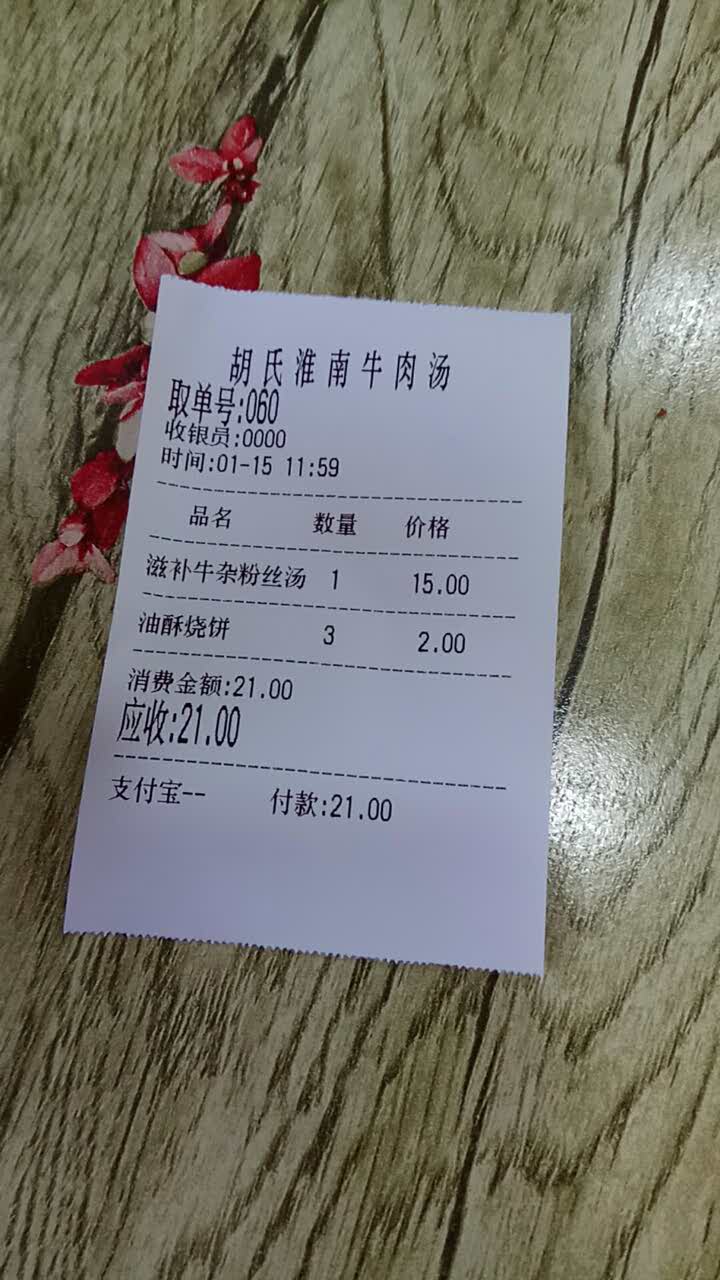 胡氏淮南牛肉汤
取单号:060
收银员:0000
时间:01-15 11:59
品名 数量 价格
滋补牛杂粉丝汤 1 15.00
油酥烧饼 3 2.00
消费金额:21.00
应收:21.00
支付宝-- 付款:21.00